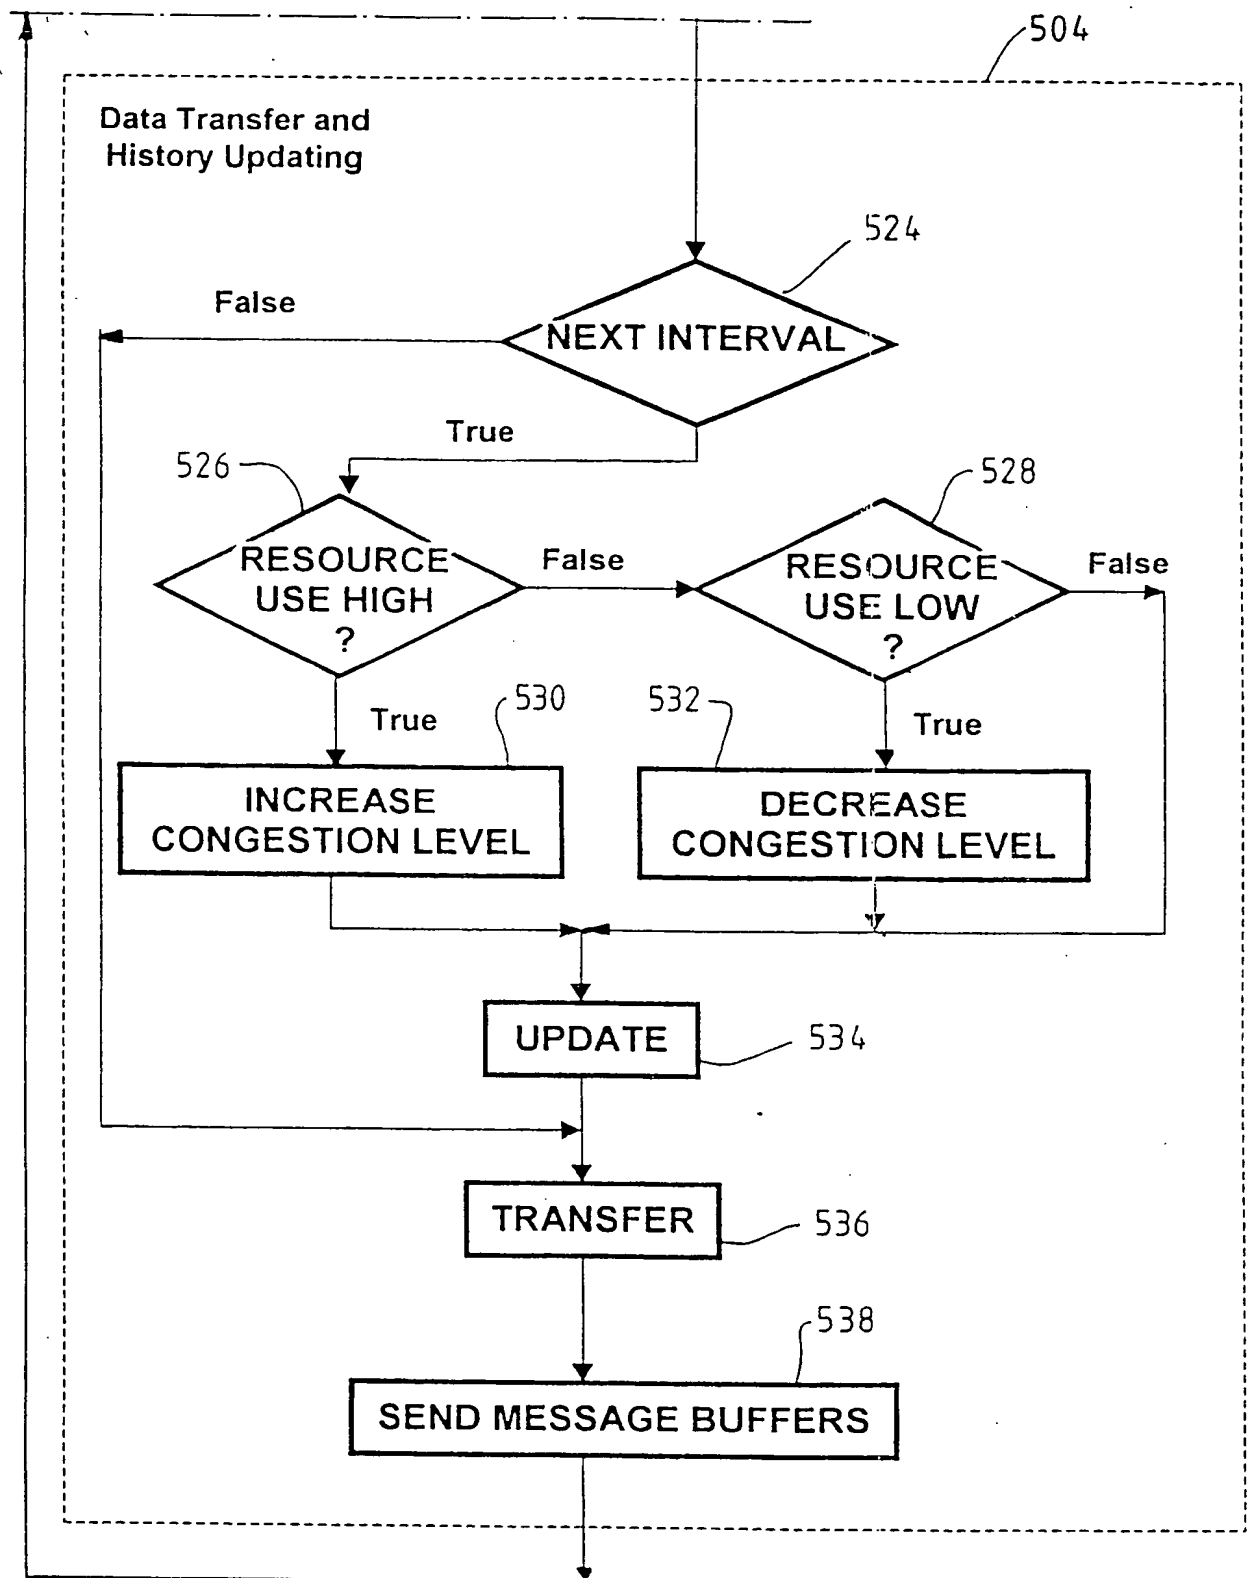 504
Data Transfer and
History Updating
524
False
NEXT INTERVAL
True
526
528
RESOURCE
USE HIGH
?
False
RESOURCE
USE LOW
?
False
530
True
532
True
INCREASE
CONGESTION LEVEL
DECREASE
CONGESTION LEVEL
UPDATE
534
TRANSFER
536
538
SEND MESSAGE BUFFERS